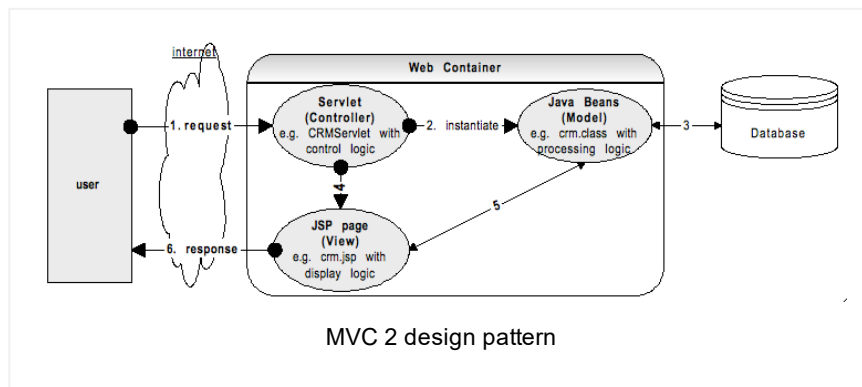 internet
Web Container
Servlet
(Controller)
e.g. CRMServlet with
control logic
Java Beans
(Model)
e.g. crm.class with
processing logic
1. request
2. instantiate
3
Database
user
4
5
JSP page
(View)
e.g. crm.jsp with
display logic
6. response
MVC 2 design pattern